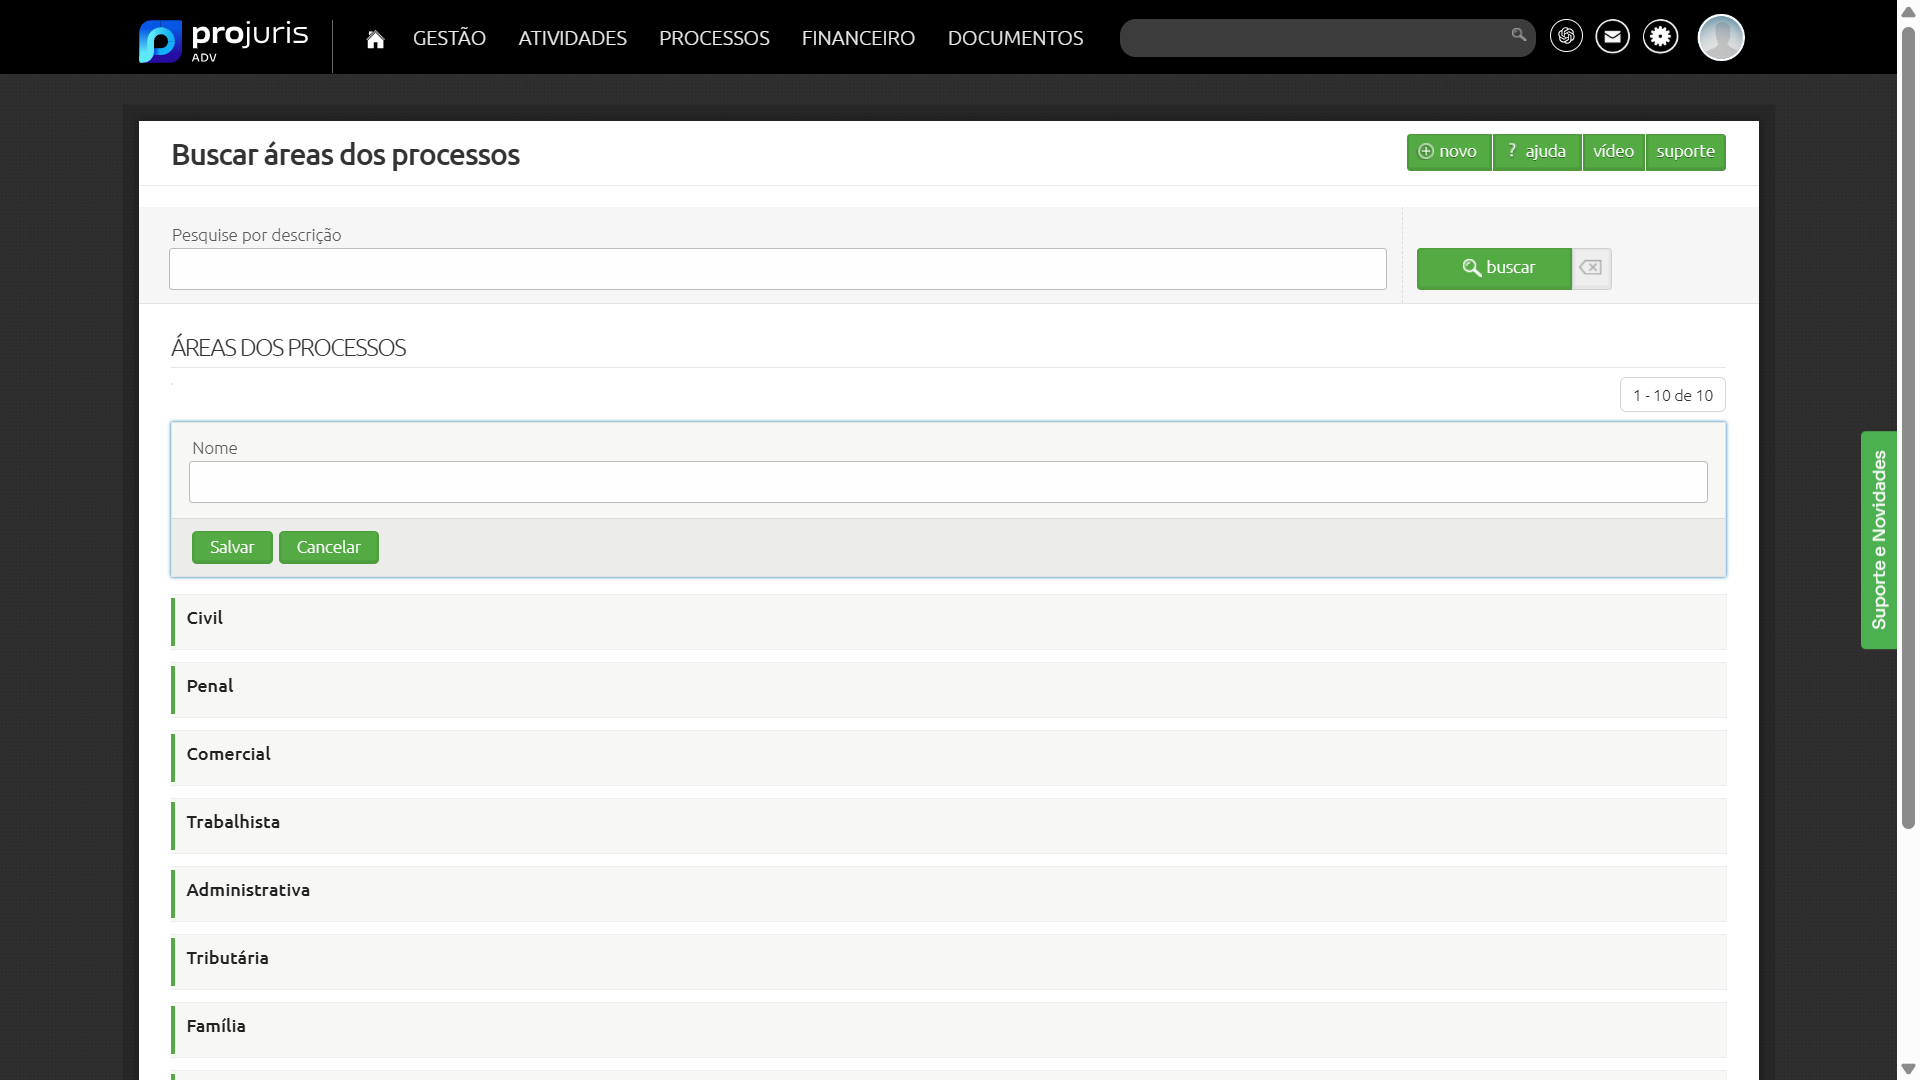 projuris
ADV
GESTÃO
ATIVIDADES
PROCESSOS
FINANCEIRO
DOCUMENTOS
Buscar áreas dos processos
novo
? ajuda
vídeo
suporte
Pesquise por descrição
buscar
ÁREAS DOS PROCESSOS
1 - 10 de 10
Nome
Salvar
Cancelar
Civil
Penal
Comercial
Trabalhista
Administrativa
Tributária
Família
Suporte e Novidades